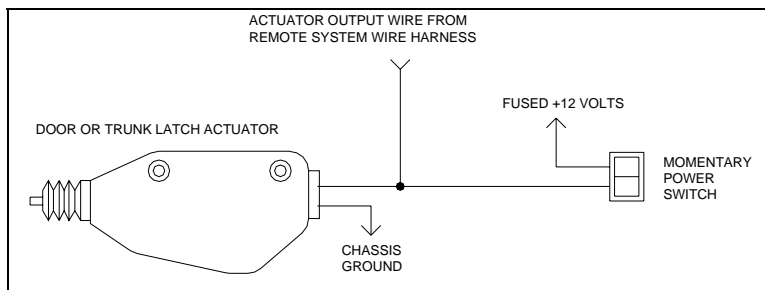 ACTUATOR OUTPUT WIRE FROM
REMOTE SYSTEM WIRE HARNESS
FUSED +12 VOLTS
DOOR OR TRUNK LATCH ACTUATOR
MOMENTARY
POWER
SWITCH
CHASSIS
GROUND